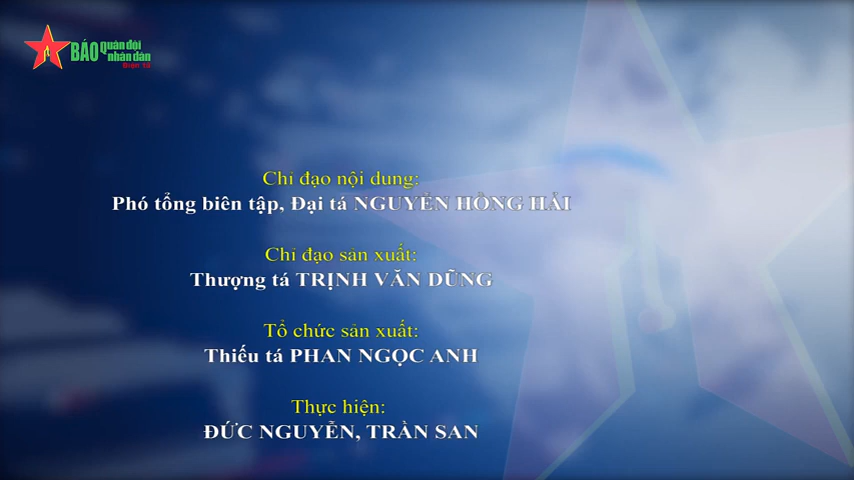 BÁO Quân đội
nhân dân
Điện tử
Chỉ đạo nội dung:
Phó tổng biên tập, Đại tá NGUYỄN HỒNG HẢI
Chỉ đạo sản xuất:
Thượng tá TRỊNH VĂN DŨNG
Tổ chức sản xuất:
Thiếu tá PHAN NGỌC ANH
Thực hiện:
ĐỨC NGUYỄN, TRẦN SAN